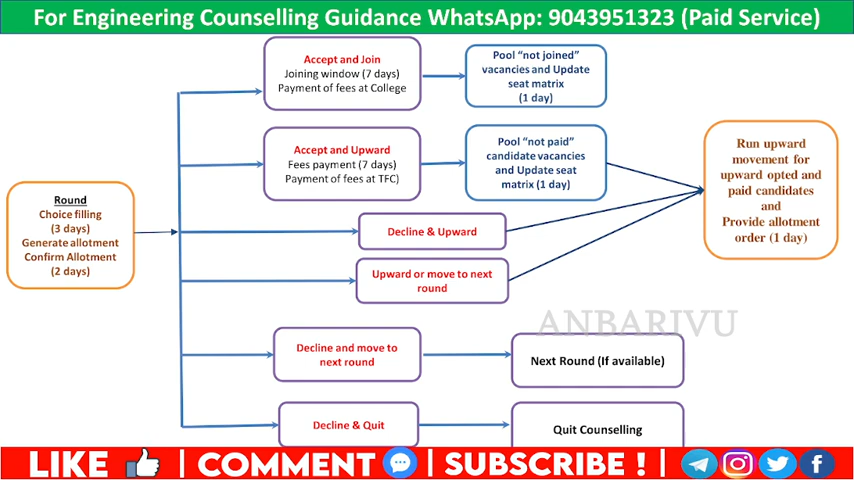 For Engineering Counselling Guidance WhatsApp: 9043951323 (Paid Service)
Round
Choice filling
(3 days)
Generate allotment
Confirm Allotment
(2 days)
Accept and Join
Joining window (7 days)
Payment of fees at College
Pool “not joined”
vacancies and Update
seat matrix
(1 day)
Accept and Upward
Fees payment (7 days)
Payment of fees at TFC)
Pool “not paid”
candidate vacancies
and Update seat
matrix (1 day)
Decline & Upward
Upward or move to next
round
Run upward
movement for
upward opted and
paid candidates
and
Provide allotment
order (1 day)
ANBARIVU
Decline and move to
next round
Next Round (If available)
Decline & Quit
Quit Counselling
LIKE | COMMENT | SUBSCRIBE ! |